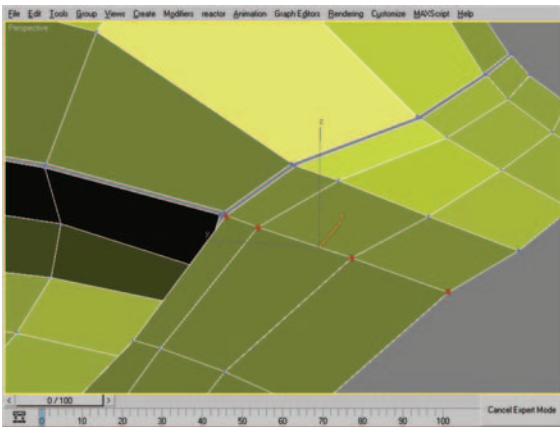 File Edit Tools Group Views Create Modifiers reactor Animation Graph Editors Rendering Customize MAXScript Help
Perspective
z
0 / 100
0 10 20 30 40 50 60 70 80 90 100
Cancel Expert Mode